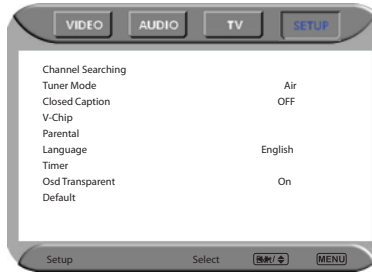 VIDEO AUDIO TV SETUP
Channel Searching
Tuner Mode Air
Closed Caption OFF
V-Chip
Parental
Language English
Timer
Osd Transparent On
Default
Setup Select MENU